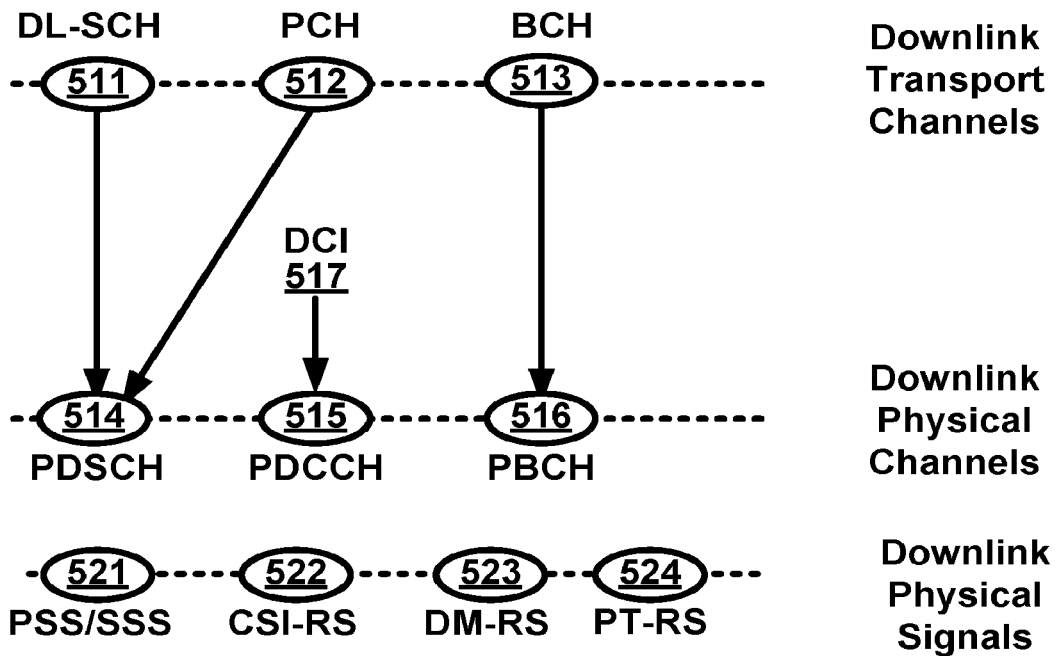 DL-SCH PCH BCH
511 512 513
Downlink
Transport
Channels
DCI
517
514 515 516
PDSCH PDCCH PBCH
Downlink
Physical
Channels
521 522 523 524
PSS/SSS CSI-RS DM-RS PT-RS
Downlink
Physical
Signals